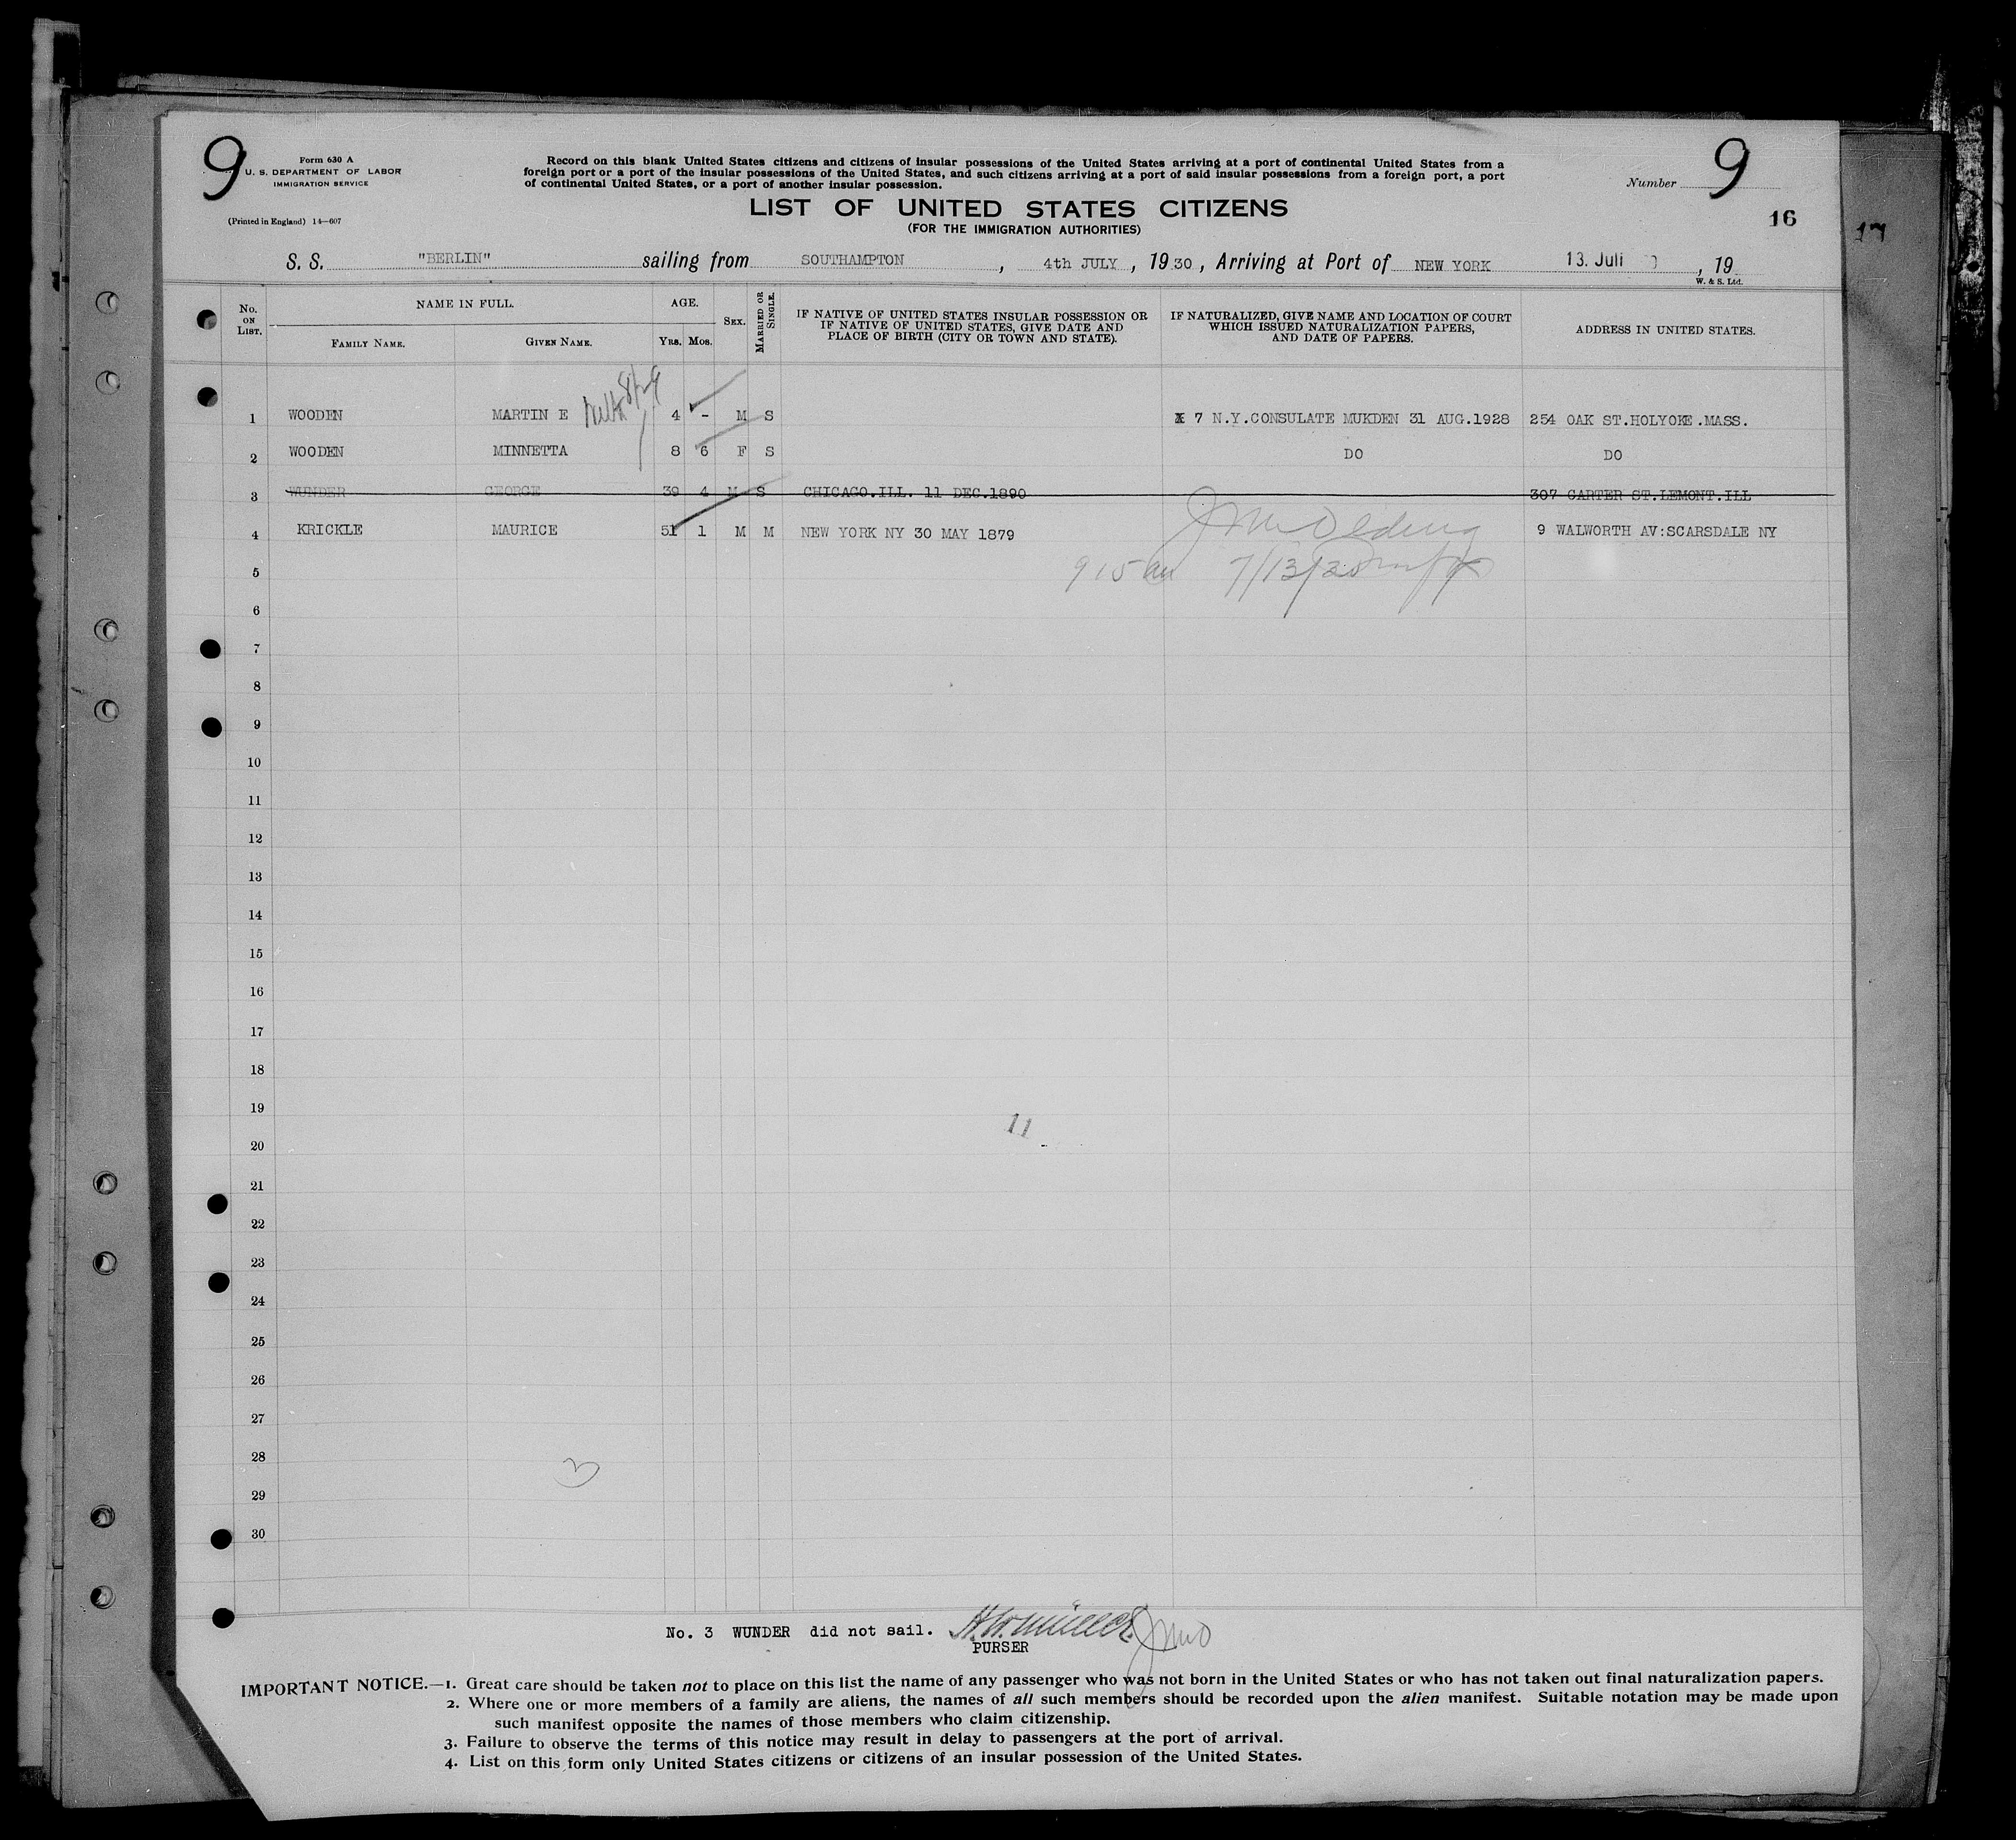 9
Form 630 A
U. S. DEPARTMENT OF LABOR
IMMIGRATION SERVICE
(Printed in England) 14—607
Record on this blank United States citizens and citizens of insular possessions of the United States arriving at a port of continental United States from a
foreign port or a port of the insular possessions of the United States, and such citizens arriving at a port of said insular possessions from a foreign port, a port
of continental United States, or a port of another insular possession.
Number 9
LIST OF UNITED STATES CITIZENS
(FOR THE IMMIGRATION AUTHORITIES)
16
17
S. S. "BERLIN" sailing from SOUTHAMPTON, 4th JULY, 1930, Arriving at Port of NEW YORK 13. Juli, 19
W. & S. Ltd.
No. ON LIST. NAME IN FULL. FAMILY NAME. GIVEN NAME. AGE. YRS. MOS. SEX. MARRIED OR SINGLE. IF NATIVE OF UNITED STATES INSULAR POSSESSION OR IF NATIVE OF UNITED STATES, GIVE DATE AND PLACE OF BIRTH (CITY OR TOWN AND STATE). IF NATURALIZED, GIVE NAME AND LOCATION OF COURT WHICH ISSUED NATURALIZATION PAPERS, AND DATE OF PAPERS. ADDRESS IN UNITED STATES.
1 WOODEN MARTIN E 4 - M S 7 N.Y.CONSULATE MUKDEN 31 AUG.1928 254 OAK ST.HOLYOKE.MASS.
2 WOODEN MINNETTA 8 6 F S DO DO
3 WUNDER GEORGE 39 4 M S CHICAGO.ILL. 11 DEC.1890 307 CARTER ST.LEMONT.ILL
4 KRICKLE MAURICE 51 1 M M NEW YORK NY 30 MAY 1879 9 WALWORTH AV:SCARSDALE NY
915 am 7/13/30
5
6
7
8
9
10
11
12
13
14
15
16
17
18
19
11
20
21
22
23
24
25
26
27
28
3
29
30
No. 3 WUNDER did not sail. H. W. Müller JMO
PURSER
IMPORTANT NOTICE.—1. Great care should be taken not to place on this list the name of any passenger who was not born in the United States or who has not taken out final naturalization papers.
2. Where one or more members of a family are aliens, the names of all such members should be recorded upon the alien manifest. Suitable notation may be made upon
such manifest opposite the names of those members who claim citizenship.
3. Failure to observe the terms of this notice may result in delay to passengers at the port of arrival.
4. List on this form only United States citizens or citizens of an insular possession of the United States.